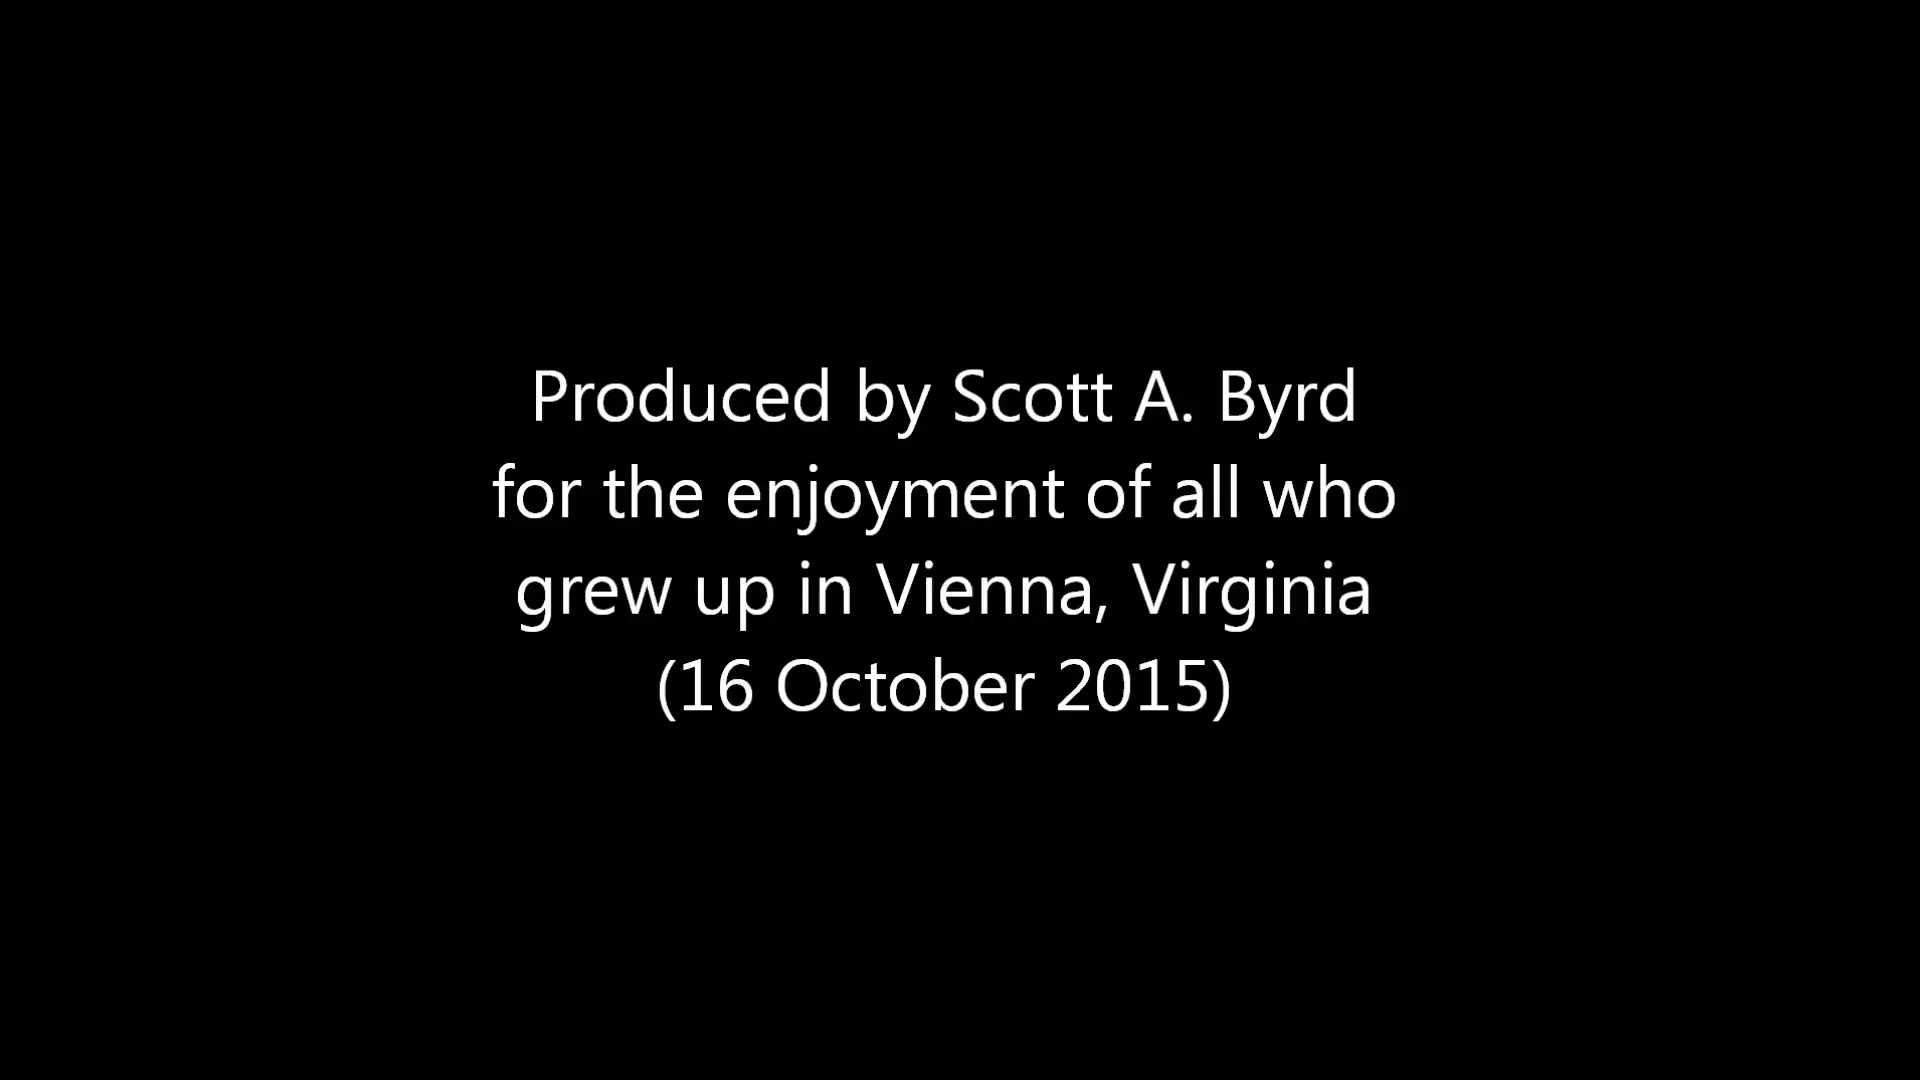 Produced by Scott A. Byrd
for the enjoyment of all who
grew up in Vienna, Virginia
(16 October 2015)